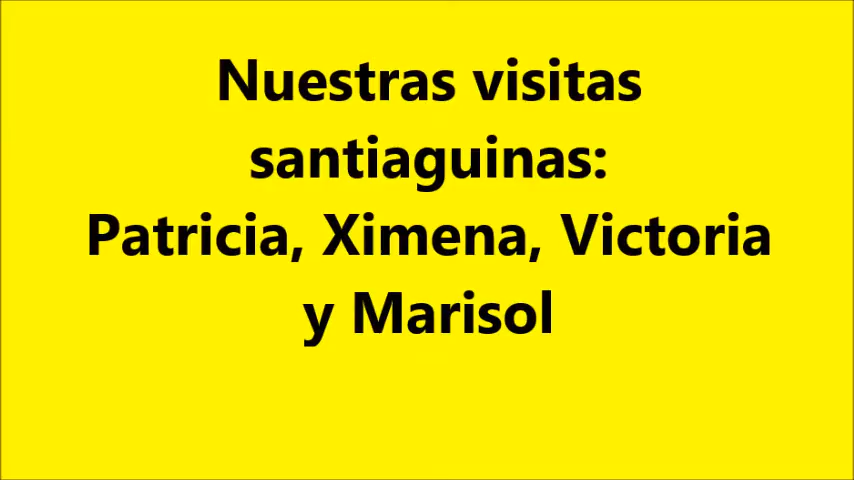 Nuestras visitas
santiaguinas:
Patricia, Ximena, Victoria
y Marisol